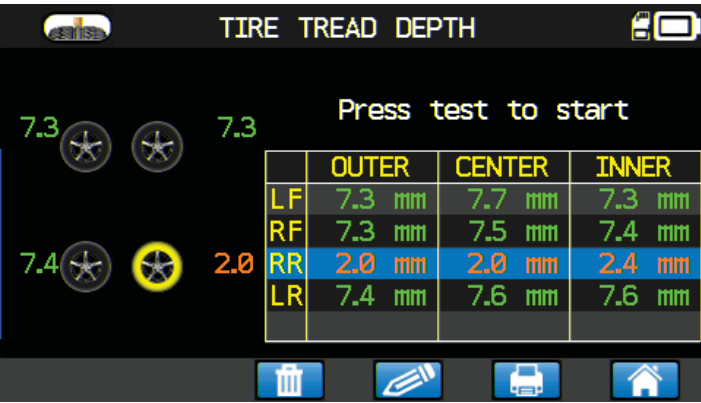 TIRE TREAD DEPTH
Press test to start
7.3 7.3
7.4 2.0
OUTER CENTER INNER
LF 7.3 mm 7.7 mm 7.3 mm
RF 7.3 mm 7.5 mm 7.4 mm
RR 2.0 mm 2.0 mm 2.4 mm
LR 7.4 mm 7.6 mm 7.6 mm